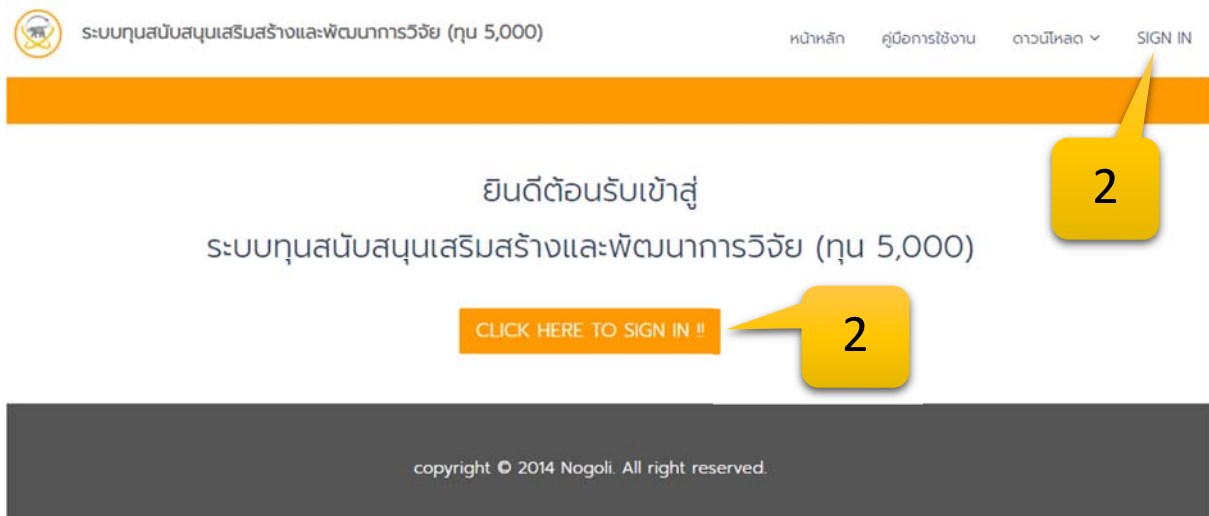 ระบบทุนสนับสนุนเสริมสร้างและพัฒนาการวิจัย (ทุน 5,000)
หน้าหลัก คู่มือการใช้งาน ดาวน์โหลด SIGN IN
2
ยินดีต้อนรับเข้าสู่
ระบบทุนสนับสนุนเสริมสร้างและพัฒนาการวิจัย (ทุน 5,000)
CLICK HERE TO SIGN IN !!
2
copyright © 2014 Nogoli. All right reserved.